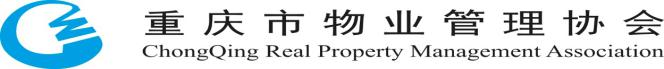 重庆市物业管理协会
ChongQing Real Property Management Association